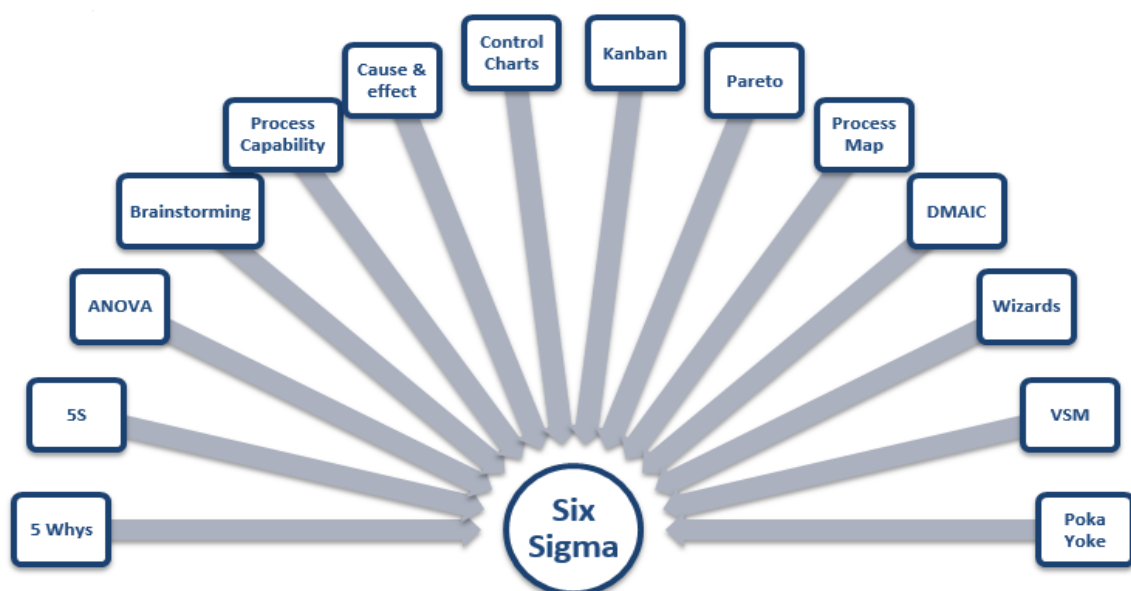 Control
Charts
Kanban
Cause &
effect
Pareto
Process
Capability
Process
Map
Brainstorming
DMAIC
ANOVA
Wizards
5S
VSM
5 Whys
Six
Sigma
Poka
Yoke